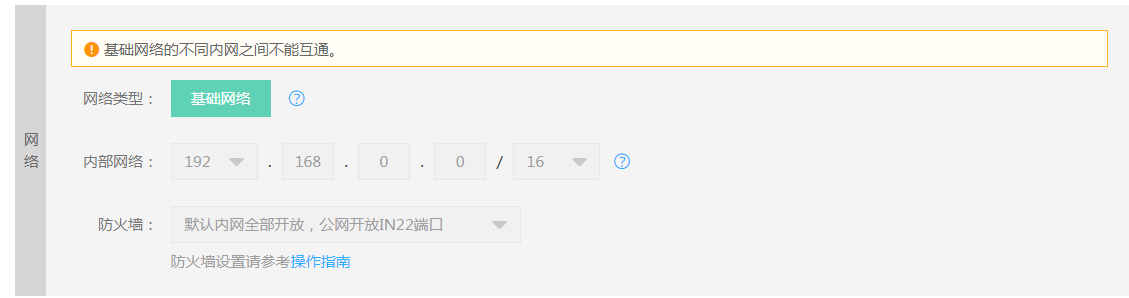 基础网络的不同内网之间不能互通。
网络类型： 基础网络
网络
内部网络： 192 . 168 . 0 . 0 / 16
防火墙： 默认内网全部开放，公网开放IN22端口
防火墙设置请参考操作指南